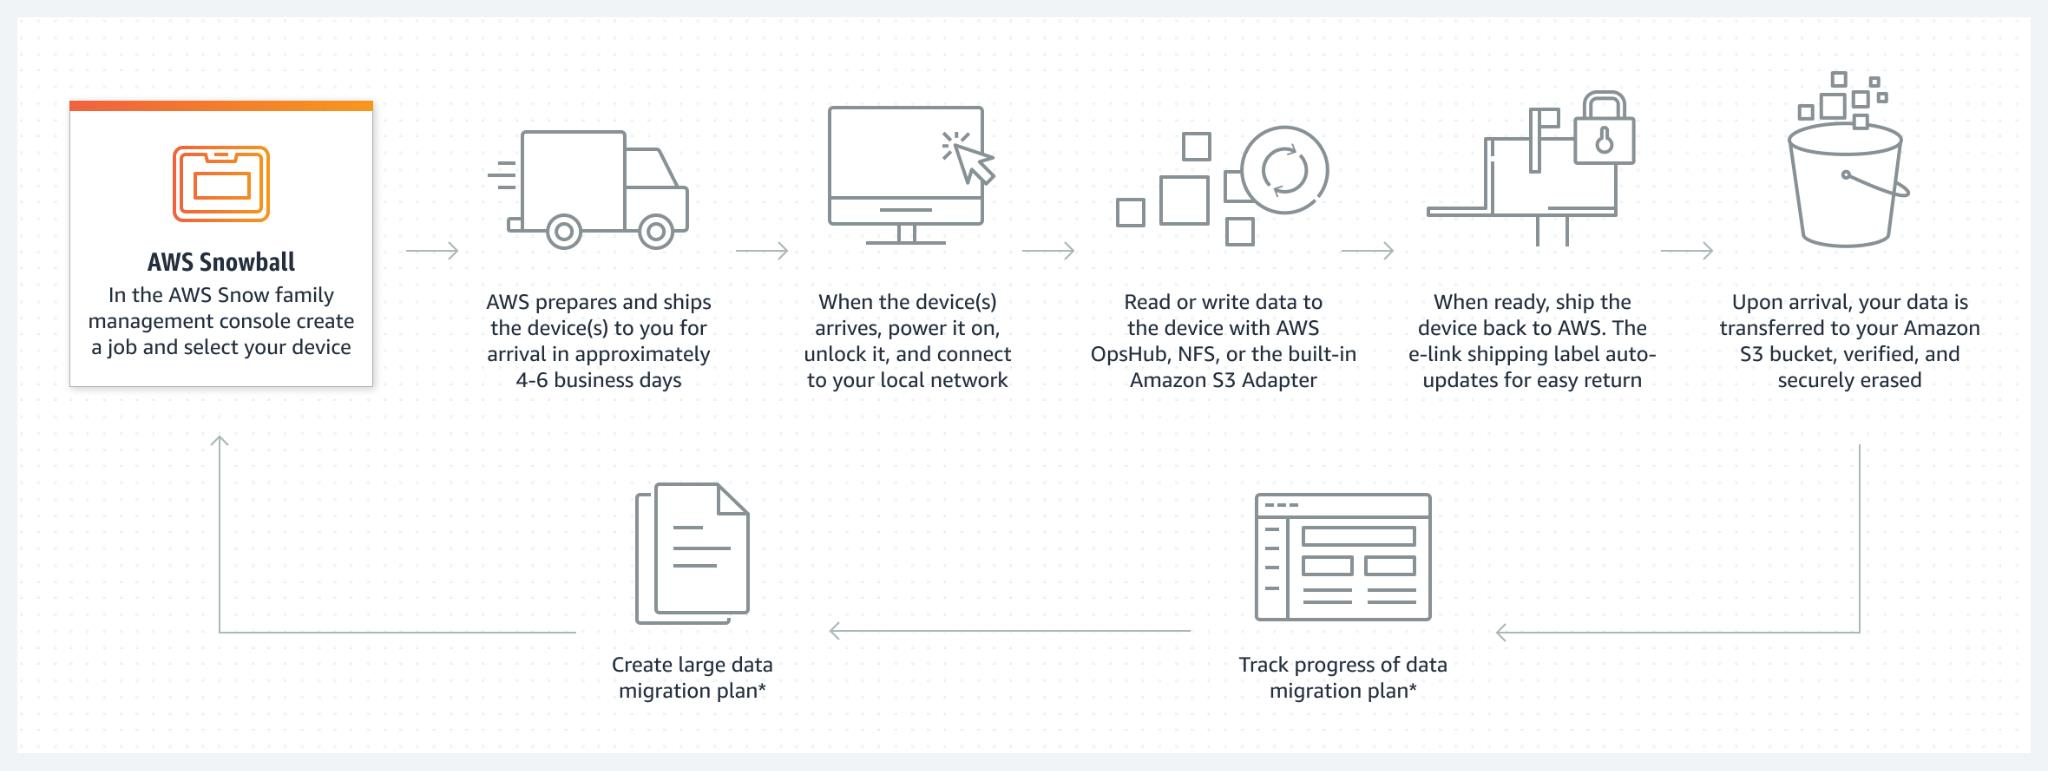 AWS Snowball
In the AWS Snow family
management console create
a job and select your device
AWS prepares and ships
the device(s) to you for
arrival in approximately
4-6 business days
When the device(s)
arrives, power it on,
unlock it, and connect
to your local network
Read or write data to
the device with AWS
OpsHub, NFS, or the built-in
Amazon S3 Adapter
When ready, ship the
device back to AWS. The
e-link shipping label auto-
updates for easy return
Upon arrival, your data is
transferred to your Amazon
S3 bucket, verified, and
securely erased
Create large data
migration plan*
Track progress of data
migration plan*